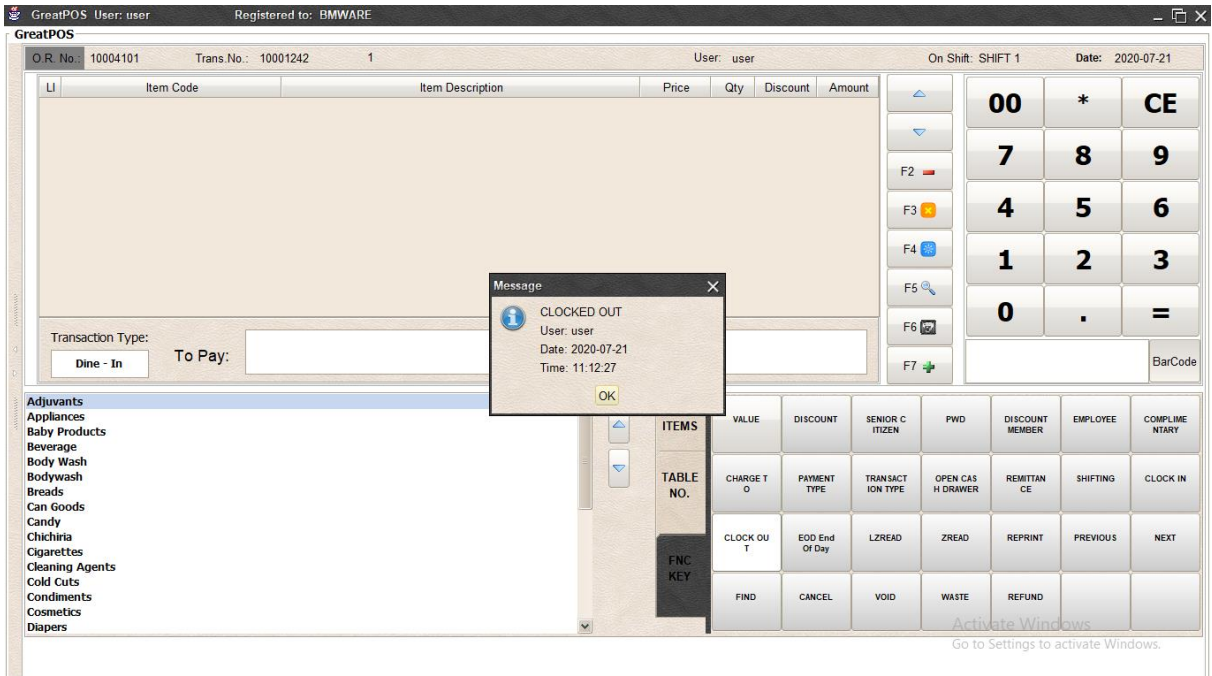 GreatPOS User: user Registered to: BMWARE
GreatPOS
O.R. No.: 10004101 Trans.No.: 10001242 1 User: user On Shift: SHIFT 1 Date: 2020-07-21
LI Item Code Item Description Price Qty Discount Amount
00 * CE
7 8 9
F2
F3
4 5 6
F4
1 2 3
F5
0 . =
F6
F7
BarCode
Message
CLOCKED OUT
User: user
Date: 2020-07-21
Time: 11:12:27
OK
Transaction Type:
Dine - In
To Pay:
Adjuvants
Appliances
Baby Products
Beverage
Body Wash
Bodywash
Breads
Can Goods
Candy
Chichiria
Cigarettes
Cleaning Agents
Cold Cuts
Condiments
Cosmetics
Diapers
ITEMS
TABLE
NO.
FNC
KEY
VALUE DISCOUNT SENIOR C PWD DISCOUNT EMPLOYEE COMPLIME
ITIZEN MEMBER NTARY
CHARGE T PAYMENT TRANSACT OPEN CAS REMITTAN SHIFTING CLOCK IN
O TYPE ION TYPE H DRAWER CE
CLOCK OU EOD End LZREAD ZREAD REPRINT PREVIOUS NEXT
T Of Day
FIND CANCEL VOID WASTE REFUND
Activate Windows
Go to Settings to activate Windows.